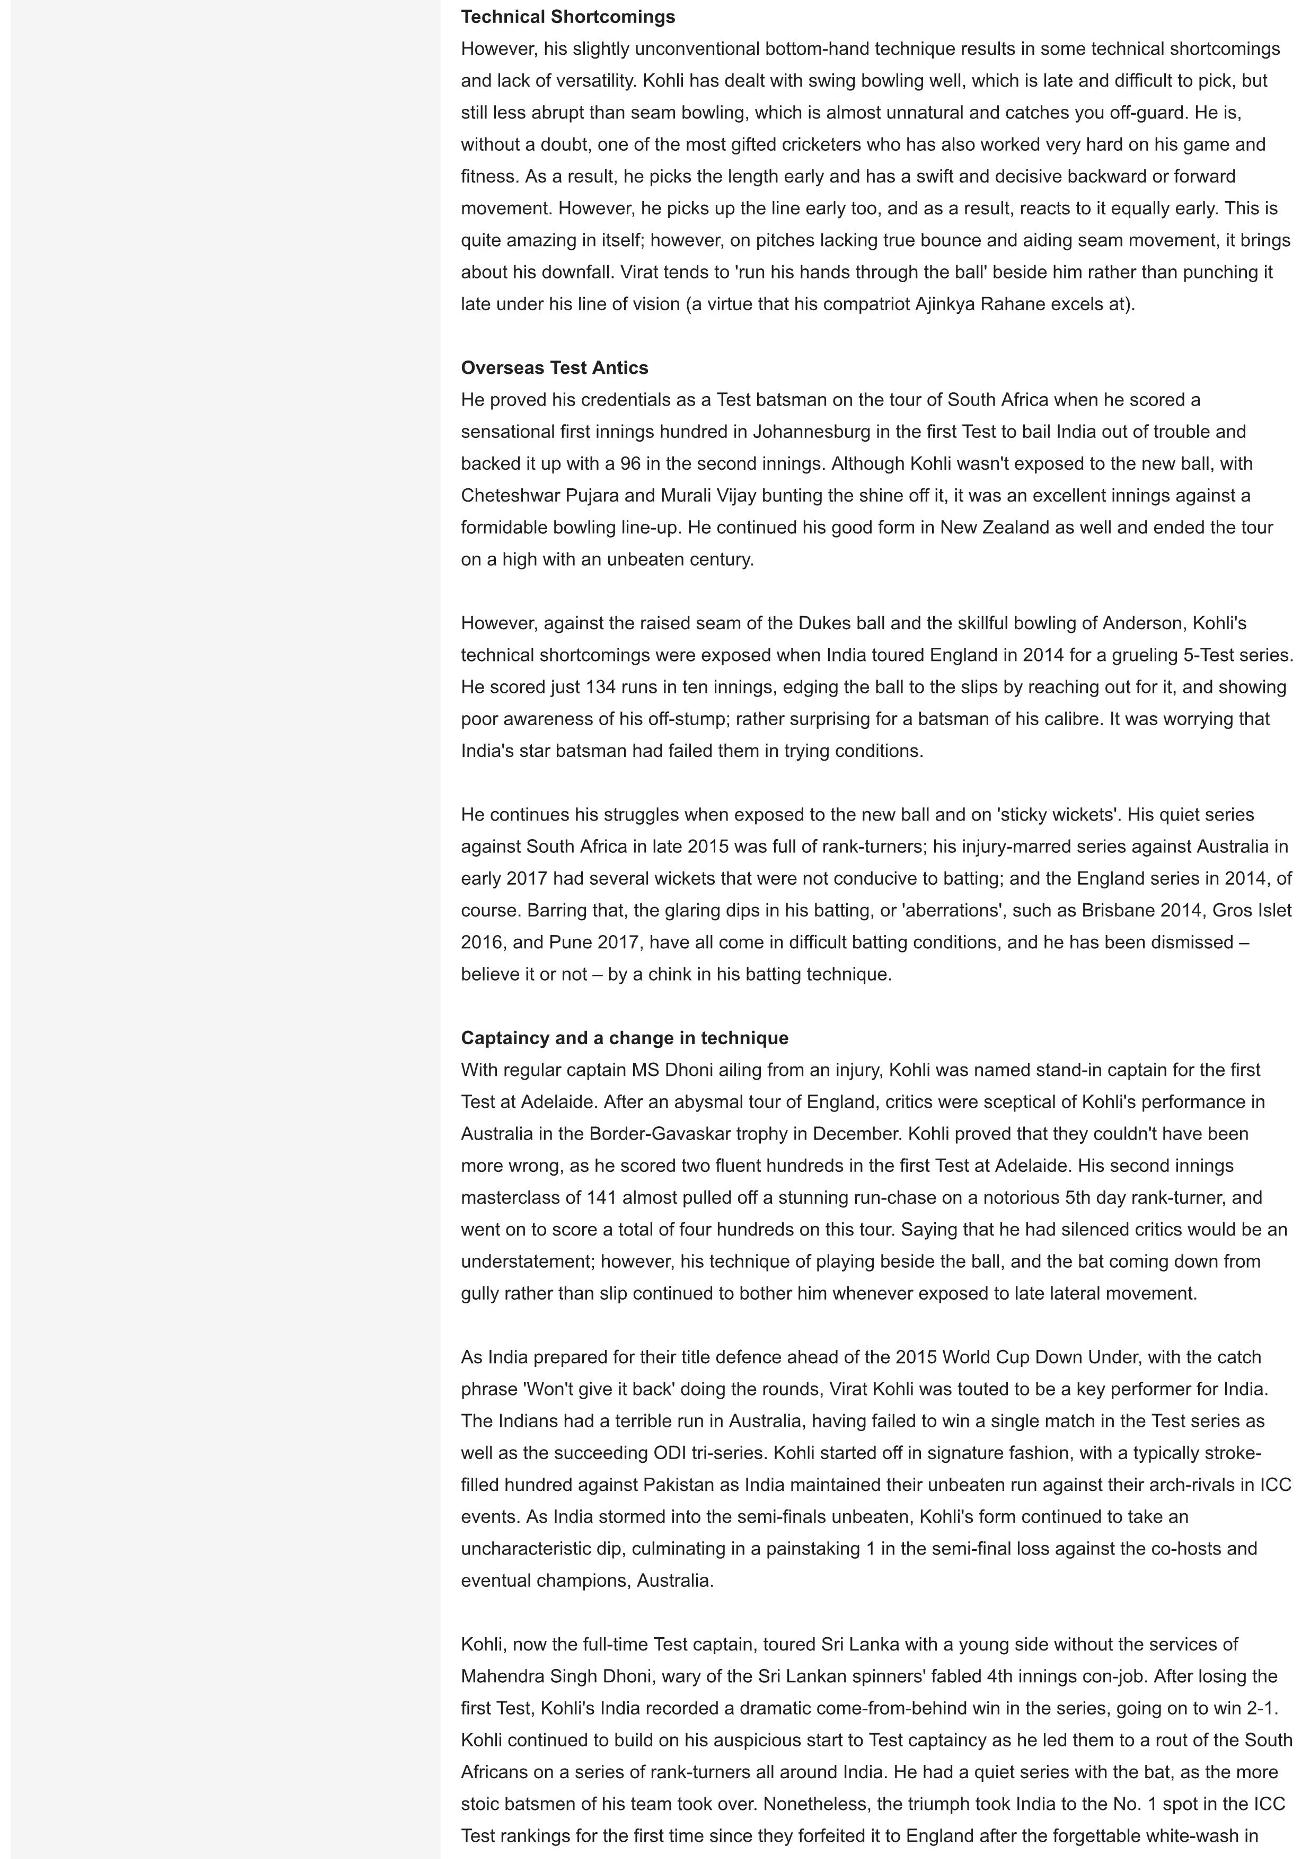 Technical Shortcomings
However, his slightly unconventional bottom-hand technique results in some technical shortcomings
and lack of versatility. Kohli has dealt with swing bowling well, which is late and difficult to pick, but
still less abrupt than seam bowling, which is almost unnatural and catches you off-guard. He is,
without a doubt, one of the most gifted cricketers who has also worked very hard on his game and
fitness. As a result, he picks the length early and has a swift and decisive backward or forward
movement. However, he picks up the line early too, and as a result, reacts to it equally early. This is
quite amazing in itself; however, on pitches lacking true bounce and aiding seam movement, it brings
about his downfall. Virat tends to 'run his hands through the ball' beside him rather than punching it
late under his line of vision (a virtue that his compatriot Ajinkya Rahane excels at).
Overseas Test Antics
He proved his credentials as a Test batsman on the tour of South Africa when he scored a
sensational first innings hundred in Johannesburg in the first Test to bail India out of trouble and
backed it up with a 96 in the second innings. Although Kohli wasn't exposed to the new ball, with
Cheteshwar Pujara and Murali Vijay bunting the shine off it, it was an excellent innings against a
formidable bowling line-up. He continued his good form in New Zealand as well and ended the tour
on a high with an unbeaten century.
However, against the raised seam of the Dukes ball and the skillful bowling of Anderson, Kohli's
technical shortcomings were exposed when India toured England in 2014 for a grueling 5-Test series.
He scored just 134 runs in ten innings, edging the ball to the slips by reaching out for it, and showing
poor awareness of his off-stump; rather surprising for a batsman of his calibre. It was worrying that
India's star batsman had failed them in trying conditions.
He continues his struggles when exposed to the new ball and on 'sticky wickets'. His quiet series
against South Africa in late 2015 was full of rank-turners; his injury-marred series against Australia in
early 2017 had several wickets that were not conducive to batting; and the England series in 2014, of
course. Barring that, the glaring dips in his batting, or 'aberrations', such as Brisbane 2014, Gros Islet
2016, and Pune 2017, have all come in difficult batting conditions, and he has been dismissed –
believe it or not – by a chink in his batting technique.
Captaincy and a change in technique
With regular captain MS Dhoni ailing from an injury, Kohli was named stand-in captain for the first
Test at Adelaide. After an abysmal tour of England, critics were sceptical of Kohli's performance in
Australia in the Border-Gavaskar trophy in December. Kohli proved that they couldn't have been
more wrong, as he scored two fluent hundreds in the first Test at Adelaide. His second innings
masterclass of 141 almost pulled off a stunning run-chase on a notorious 5th day rank-turner, and
went on to score a total of four hundreds on this tour. Saying that he had silenced critics would be an
understatement; however, his technique of playing beside the ball, and the bat coming down from
gully rather than slip continued to bother him whenever exposed to late lateral movement.
As India prepared for their title defence ahead of the 2015 World Cup Down Under, with the catch
phrase 'Won't give it back' doing the rounds, Virat Kohli was touted to be a key performer for India.
The Indians had a terrible run in Australia, having failed to win a single match in the Test series as
well as the succeeding ODI tri-series. Kohli started off in signature fashion, with a typically stroke-
filled hundred against Pakistan as India maintained their unbeaten run against their arch-rivals in ICC
events. As India stormed into the semi-finals unbeaten, Kohli's form continued to take an
uncharacteristic dip, culminating in a painstaking 1 in the semi-final loss against the co-hosts and
eventual champions, Australia.
Kohli, now the full-time Test captain, toured Sri Lanka with a young side without the services of
Mahendra Singh Dhoni, wary of the Sri Lankan spinners' fabled 4th innings con-job. After losing the
first Test, Kohli's India recorded a dramatic come-from-behind win in the series, going on to win 2-1.
Kohli continued to build on his auspicious start to Test captaincy as he led them to a rout of the South
Africans on a series of rank-turners all around India. He had a quiet series with the bat, as the more
stoic batsmen of his team took over. Nonetheless, the triumph took India to the No. 1 spot in the ICC
Test rankings for the first time since they forfeited it to England after the forgettable white-wash in